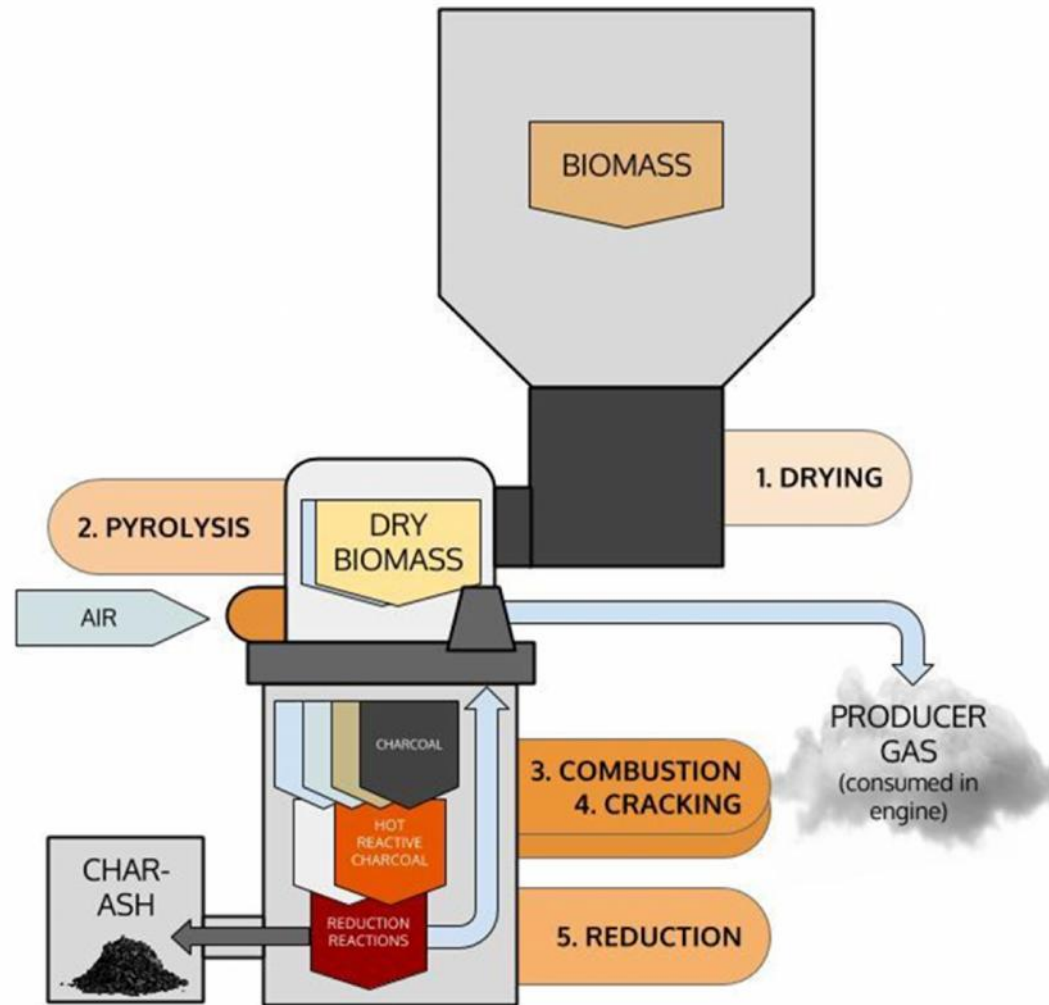 BIOMASS
1. DRYING
2. PYROLYSIS
DRY
BIOMASS
AIR
PRODUCER
GAS
(consumed in
engine)
CHARCOAL
3. COMBUSTION
4. CRACKING
HOT
REACTIVE
CHARCOAL
CHAR-
ASH
REDUCTION
REACTIONS
5. REDUCTION